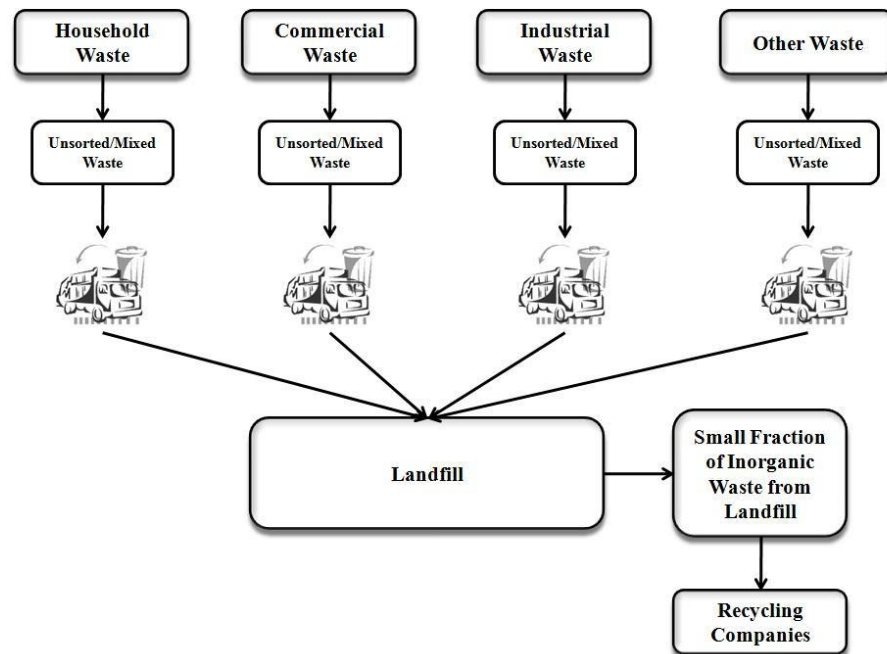 Household
Waste
Commercial
Waste
Industrial
Waste
Other Waste
Unsorted/Mixed
Waste
Unsorted/Mixed
Waste
Unsorted/Mixed
Waste
Unsorted/Mixed
Waste
Landfill
Small Fraction
of Inorganic
Waste from
Landfill
Recycling
Companies